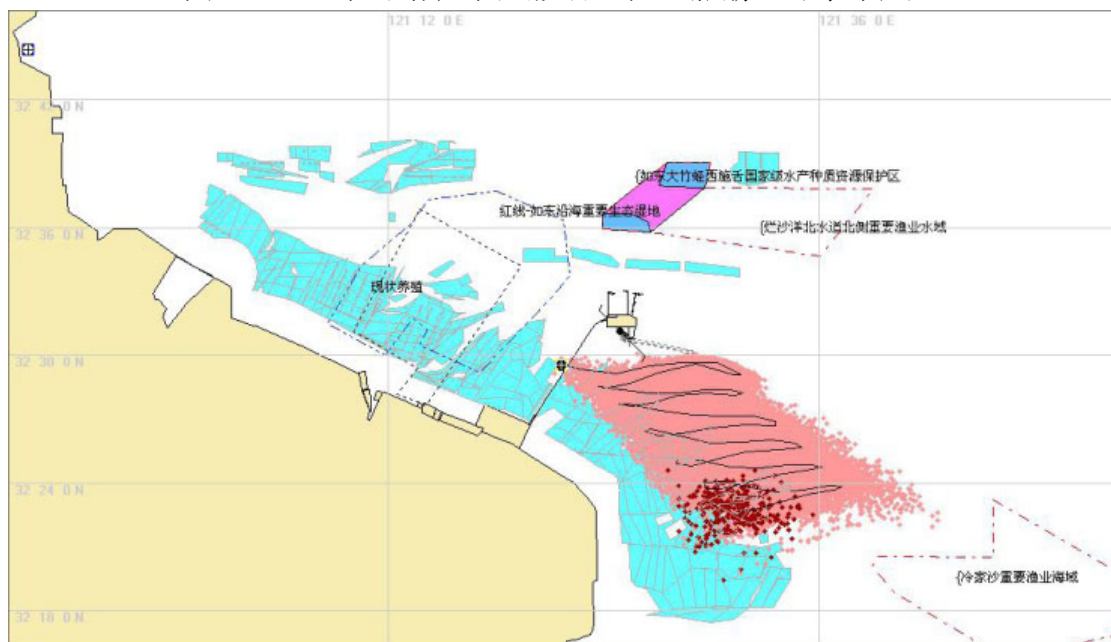 121 12 0 E
121 36 0 E
{如东大竹蛏西施舌国家级水产种质资源保护区
红线-如东沿海重要生态湿地
{烂沙洋北水道北侧重要渔业水域
32 36 0 N
现状养殖
32 30 0 N
32 24 0 N
{冷家沙重要渔业海域
32 18 0 N